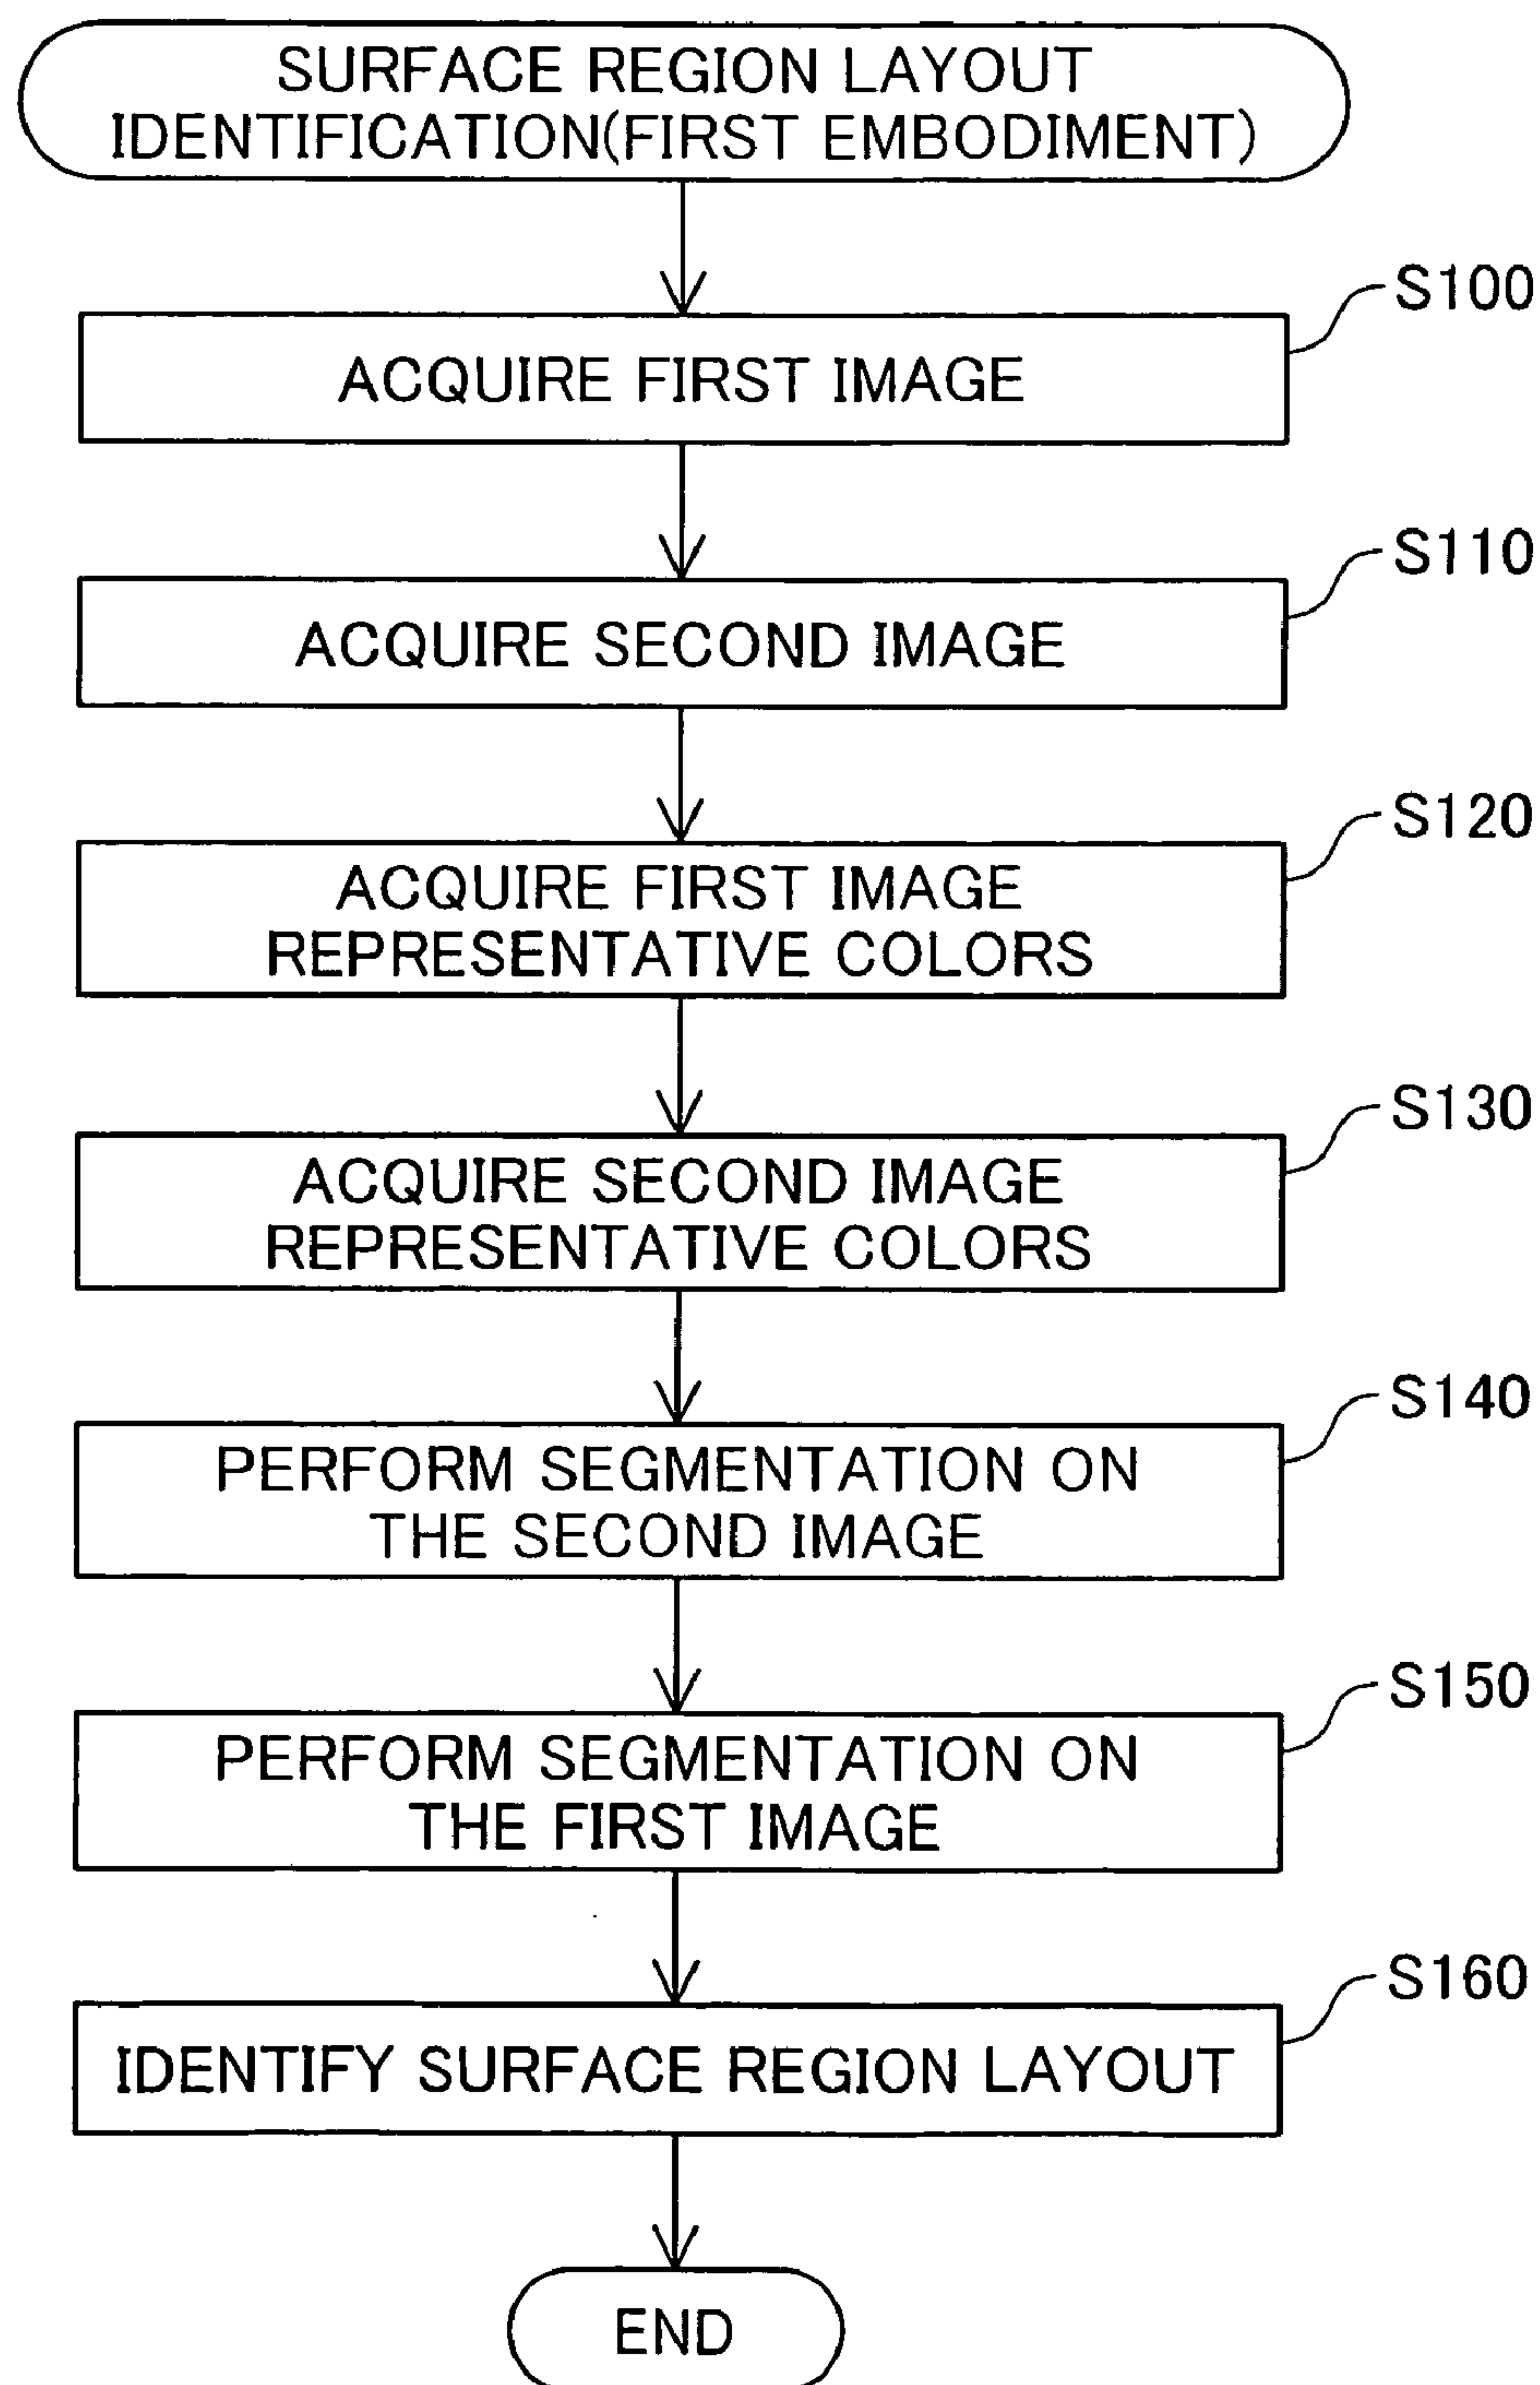 SURFACE REGION LAYOUT
IDENTIFICATION(FIRST EMBODIMENT)
S100
ACQUIRE FIRST IMAGE
S110
ACQUIRE SECOND IMAGE
S120
ACQUIRE FIRST IMAGE
REPRESENTATIVE COLORS
S130
ACQUIRE SECOND IMAGE
REPRESENTATIVE COLORS
S140
PERFORM SEGMENTATION ON
THE SECOND IMAGE
S150
PERFORM SEGMENTATION ON
THE FIRST IMAGE
S160
IDENTIFY SURFACE REGION LAYOUT
END